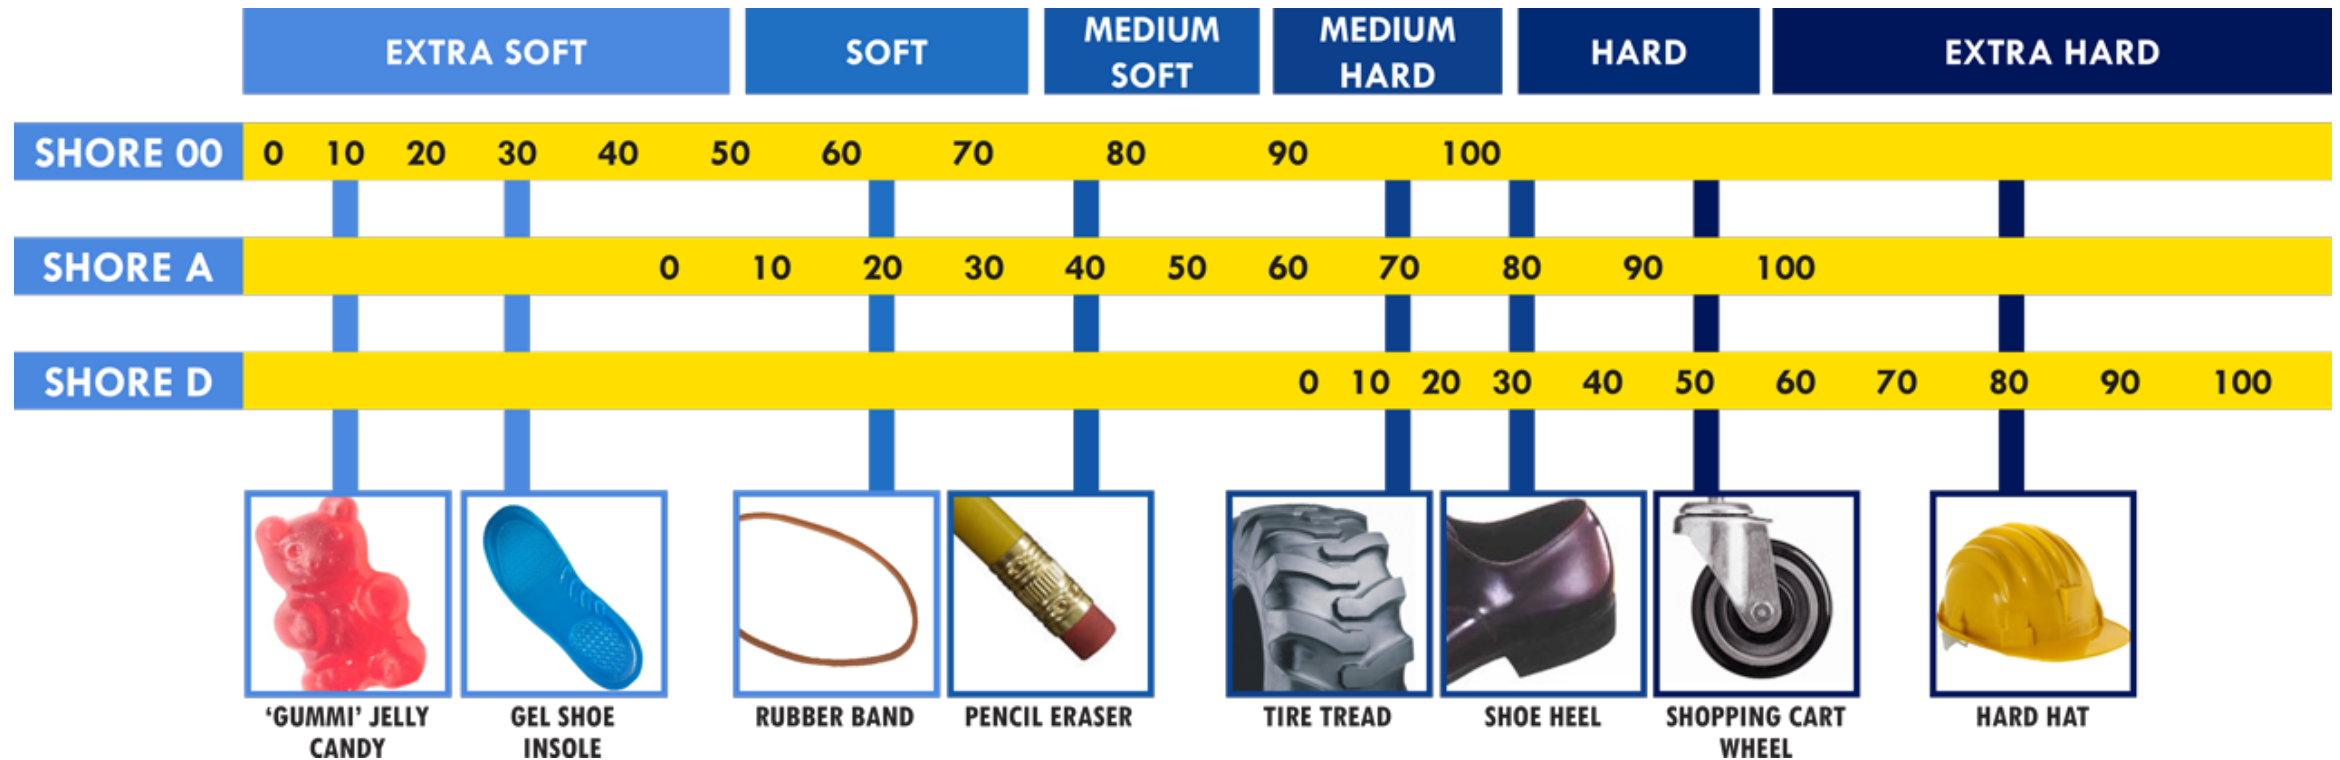 EXTRA SOFT
SOFT
MEDIUM
SOFT
MEDIUM
HARD
HARD
EXTRA HARD
SHORE 00 0 10 20 30 40 50 60 70 80 90 100
SHORE A 0 10 20 30 40 50 60 70 80 90 100
SHORE D 0 10 20 30 40 50 60 70 80 90 100
‘GUMMI’ JELLY
CANDY
GEL SHOE
INSOLE
RUBBER BAND
PENCIL ERASER
TIRE TREAD
SHOE HEEL
SHOPPING CART
WHEEL
HARD HAT